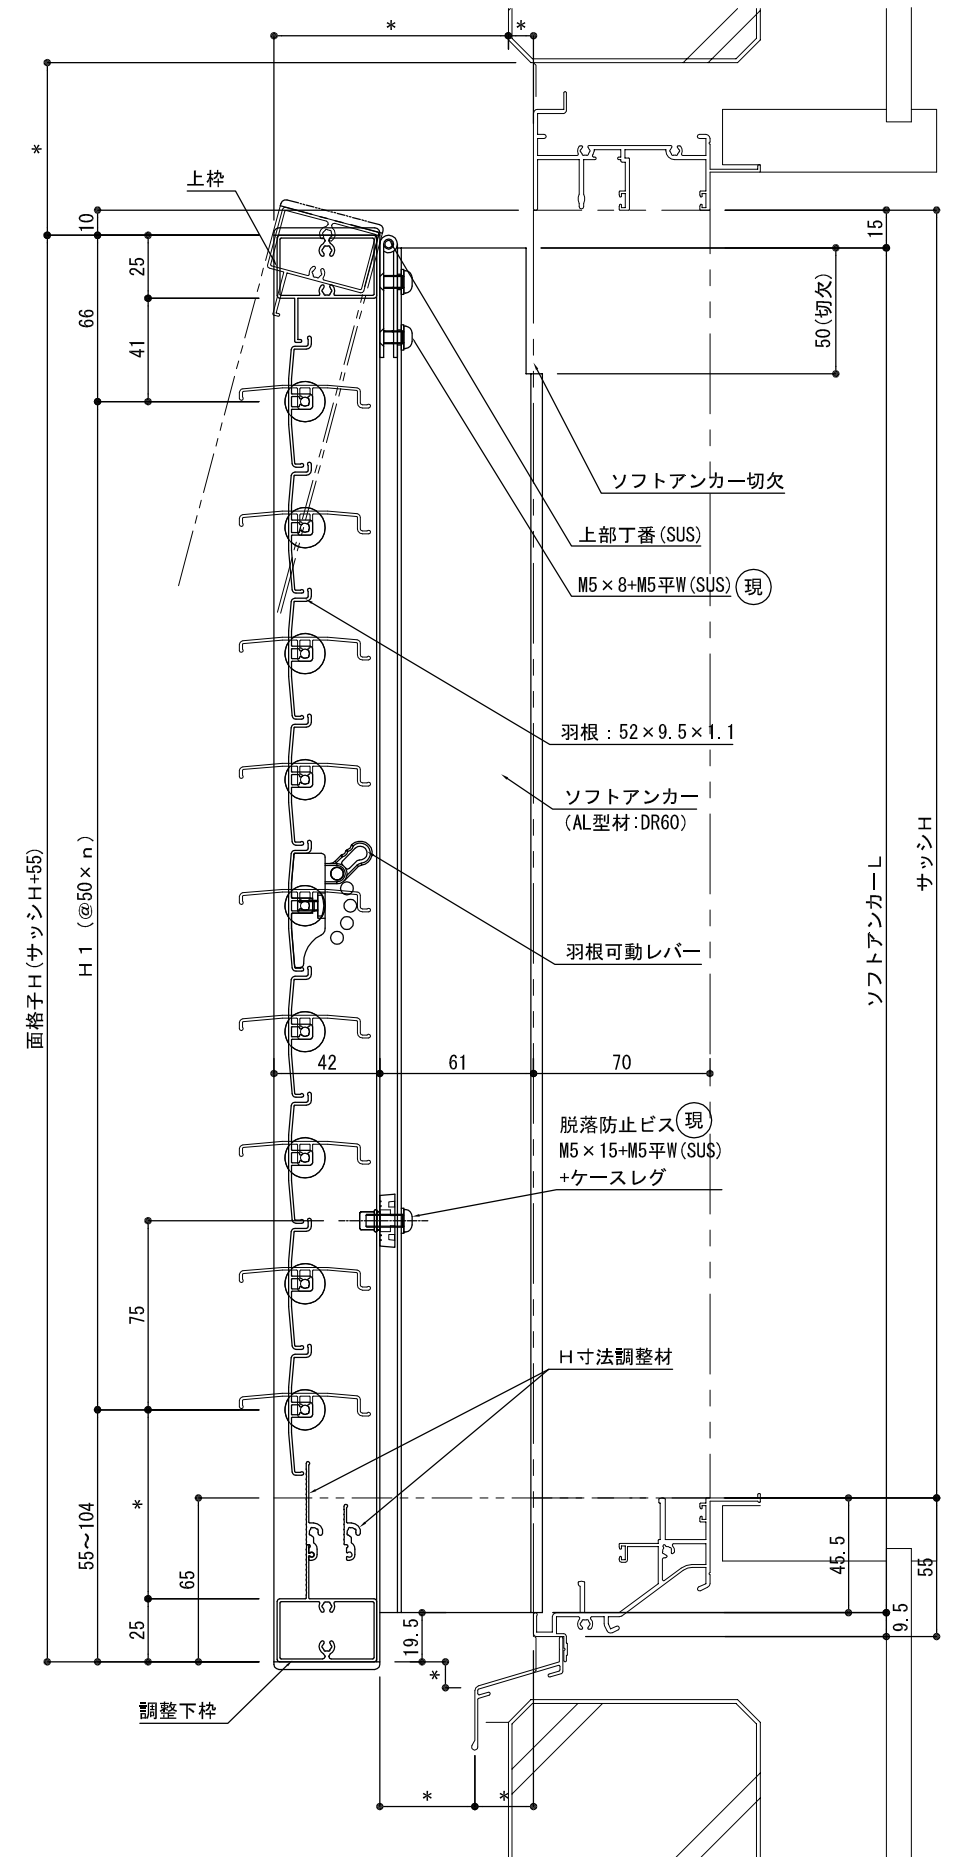 *
*
*
上枠
10
15
25
66
41
50(切欠)
ソフトアンカー切欠
上部丁番(SUS)
M5×8+M5平W(SUS) 現
羽根：52×9.5×1.1
ソフトアンカー
(AL型材:DR60)
面格子H(サッシH+55)
H1 (@50×n)
サッシH
ソフトアンカーL
羽根可動レバー
42
61
70
脱落防止ビス 現
M5×15+M5平W(SUS)
+ケースレグ
75
H寸法調整材
*
55～104
65
25
45.5
55
9.5
19.5
*
調整下枠
*
*